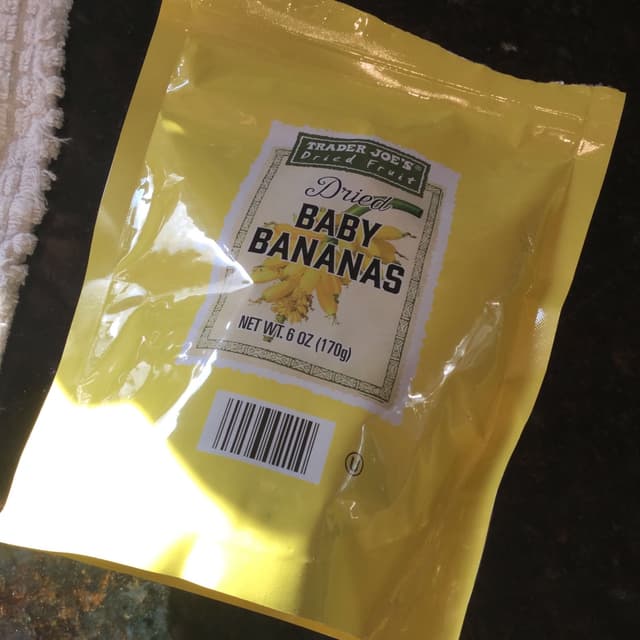 TRADER JOE'S
Dried Fruit
Dried
BABY
BANANAS
NET WT. 6 OZ (170g)
U